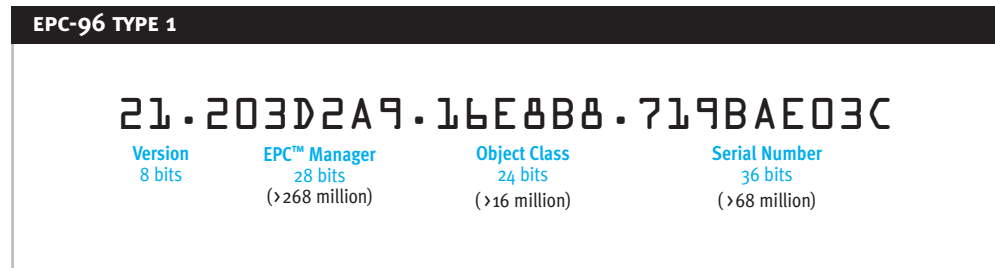 EPC-96 TYPE 1
21.203D2A9.16E8B8.719BAE03C
Version EPC™ Manager Object Class Serial Number
8 bits 28 bits 24 bits 36 bits
(>268 million) (>16 million) (>68 million)